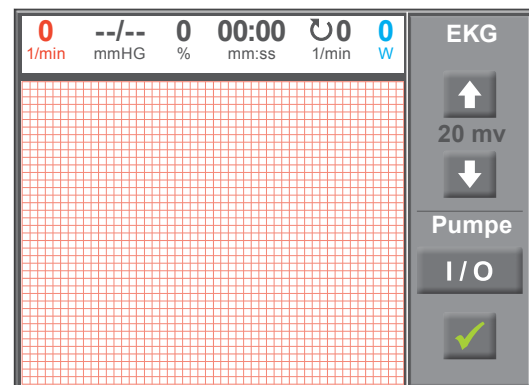 0 --/-- 0 00:00 ↻0 0
1/min mmHG % mm:ss 1/min W
EKG
20 mv
Pumpe
I / O